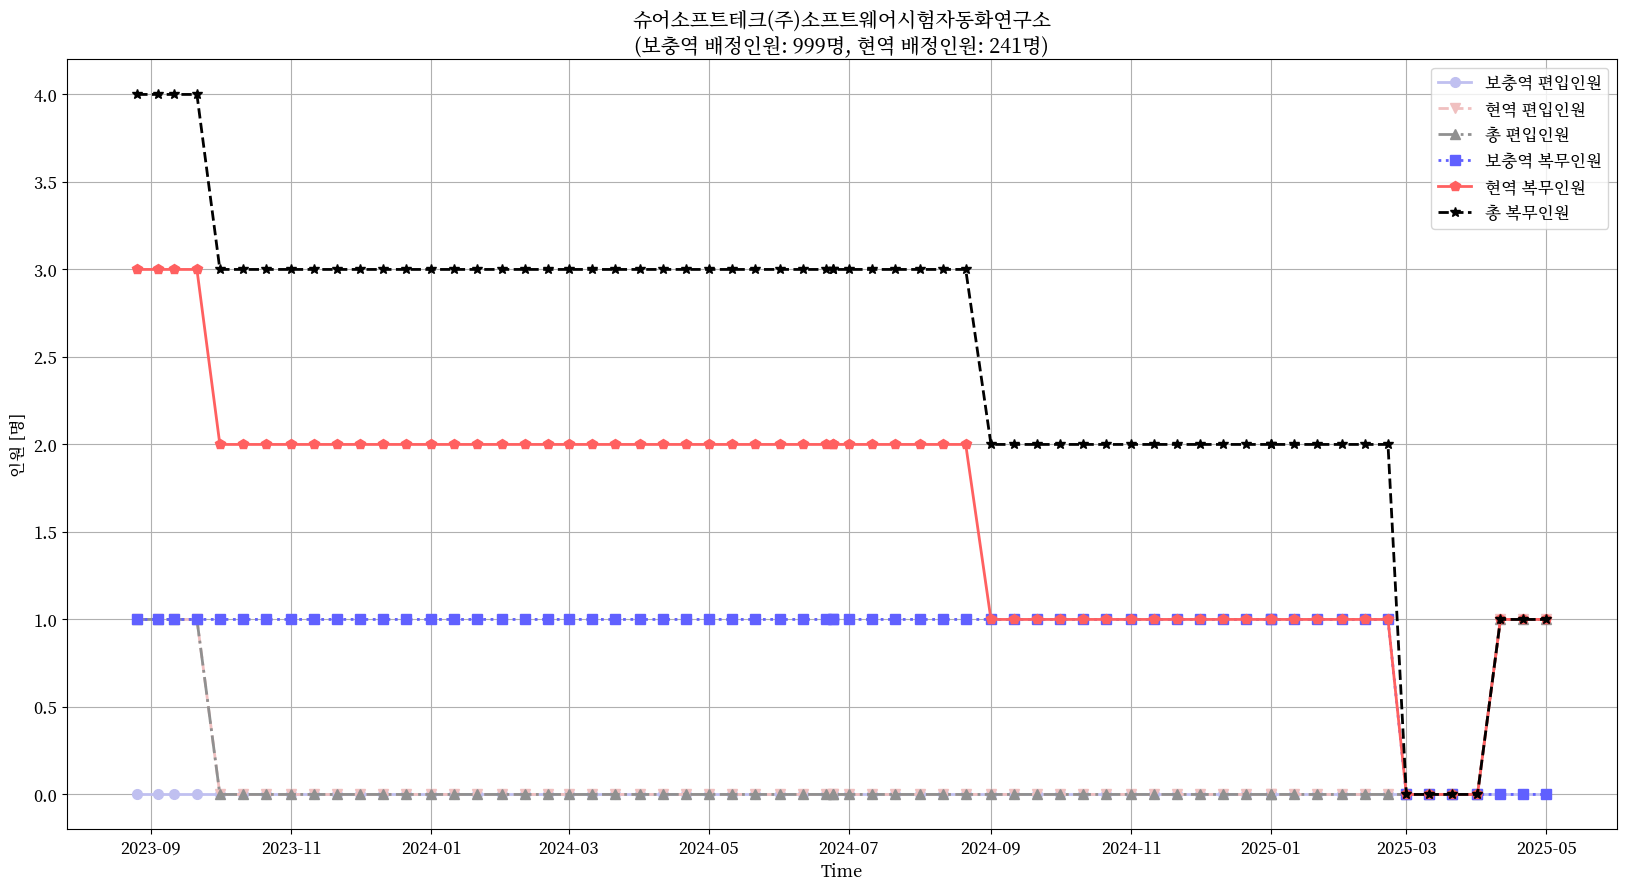 슈어소프트테크(주)소프트웨어시험자동화연구소
(보충역 배정인원: 999명, 현역 배정인원: 241명)
보충역 편입인원
현역 편입인원
총 편입인원
보충역 복무인원
현역 복무인원
총 복무인원
4.0
3.5
3.0
2.5
2.0
1.5
1.0
0.5
0.0
인원 [명]
2023-09 2023-11 2024-01 2024-03 2024-05 2024-07 2024-09 2024-11 2025-01 2025-03 2025-05
Time